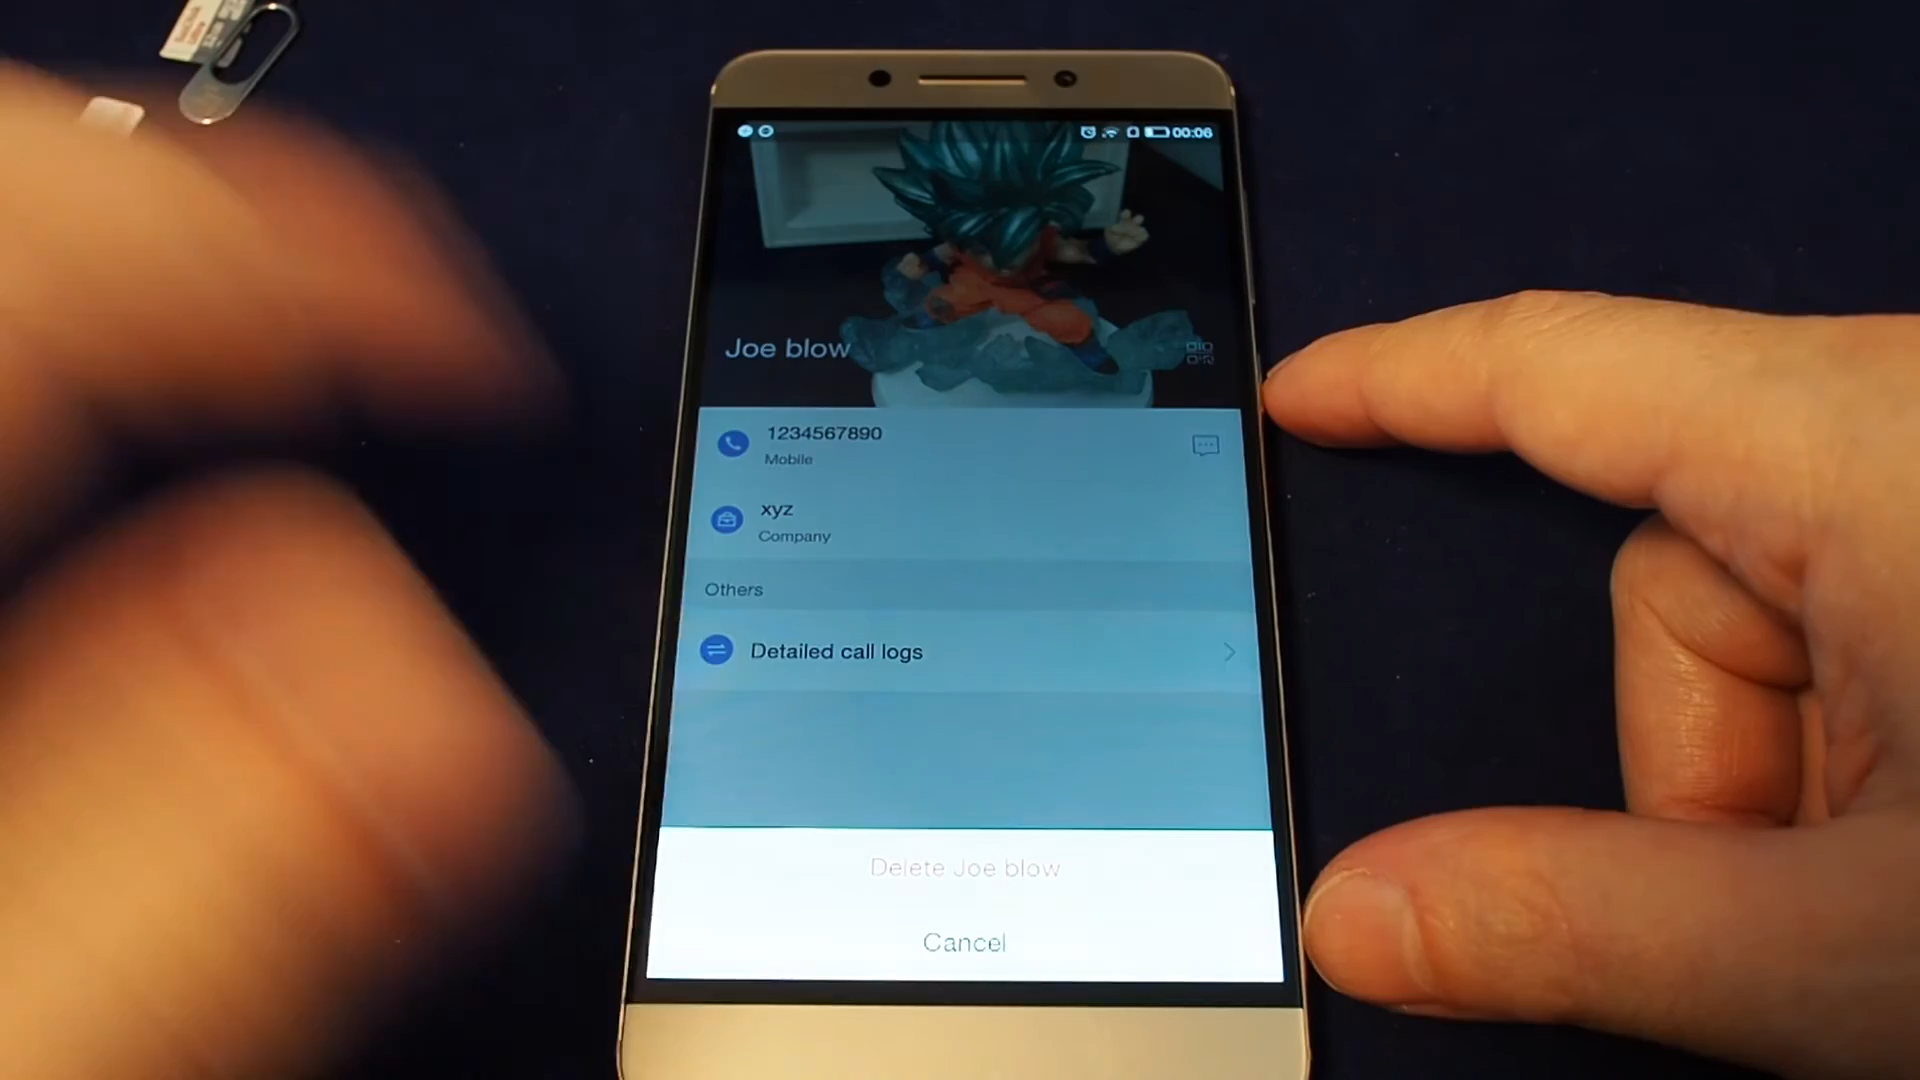 00:06
Joe blow
1234567890
Mobile
xyz
Company
Others
Detailed call logs
Delete Joe blow
Cancel